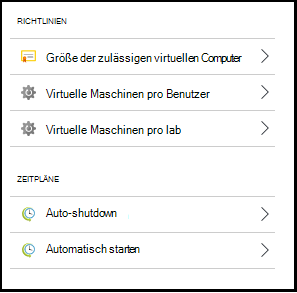 RICHTLINIEN
Größe der zulässigen virtuellen Computer
Virtuelle Maschinen pro Benutzer
Virtuelle Maschinen pro lab
ZEITPLÄNE
Auto-shutdown
Automatisch starten